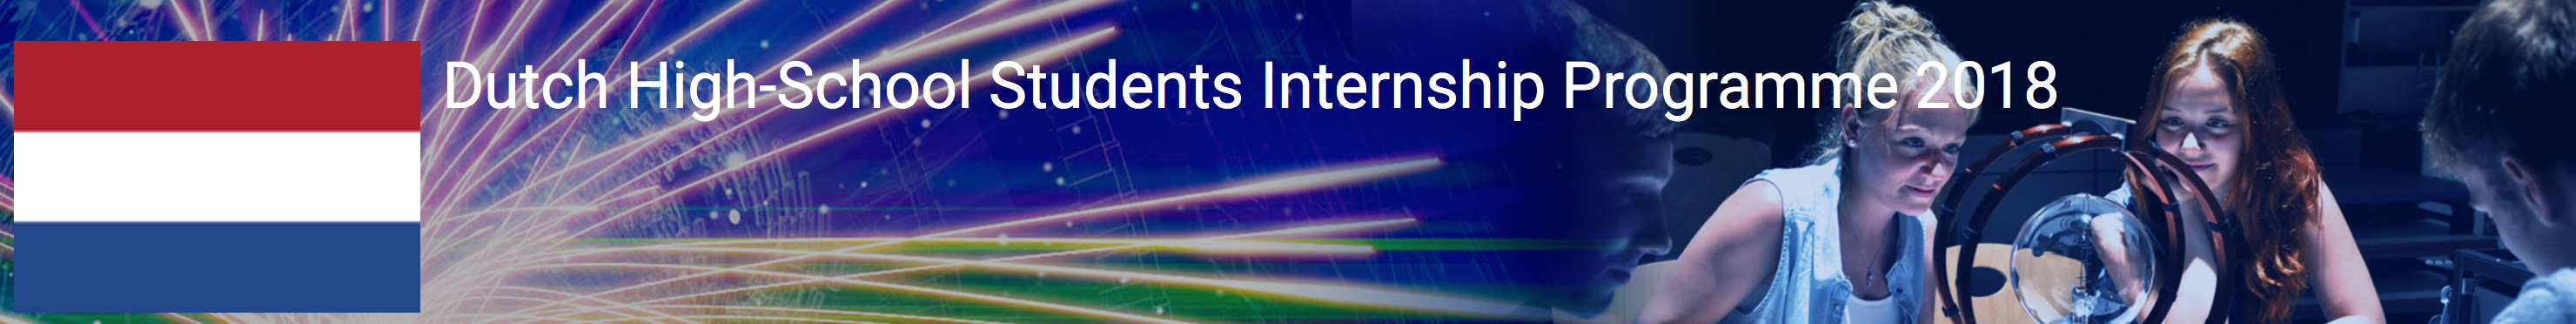 Dutch High-School Students Internship Programme 2018